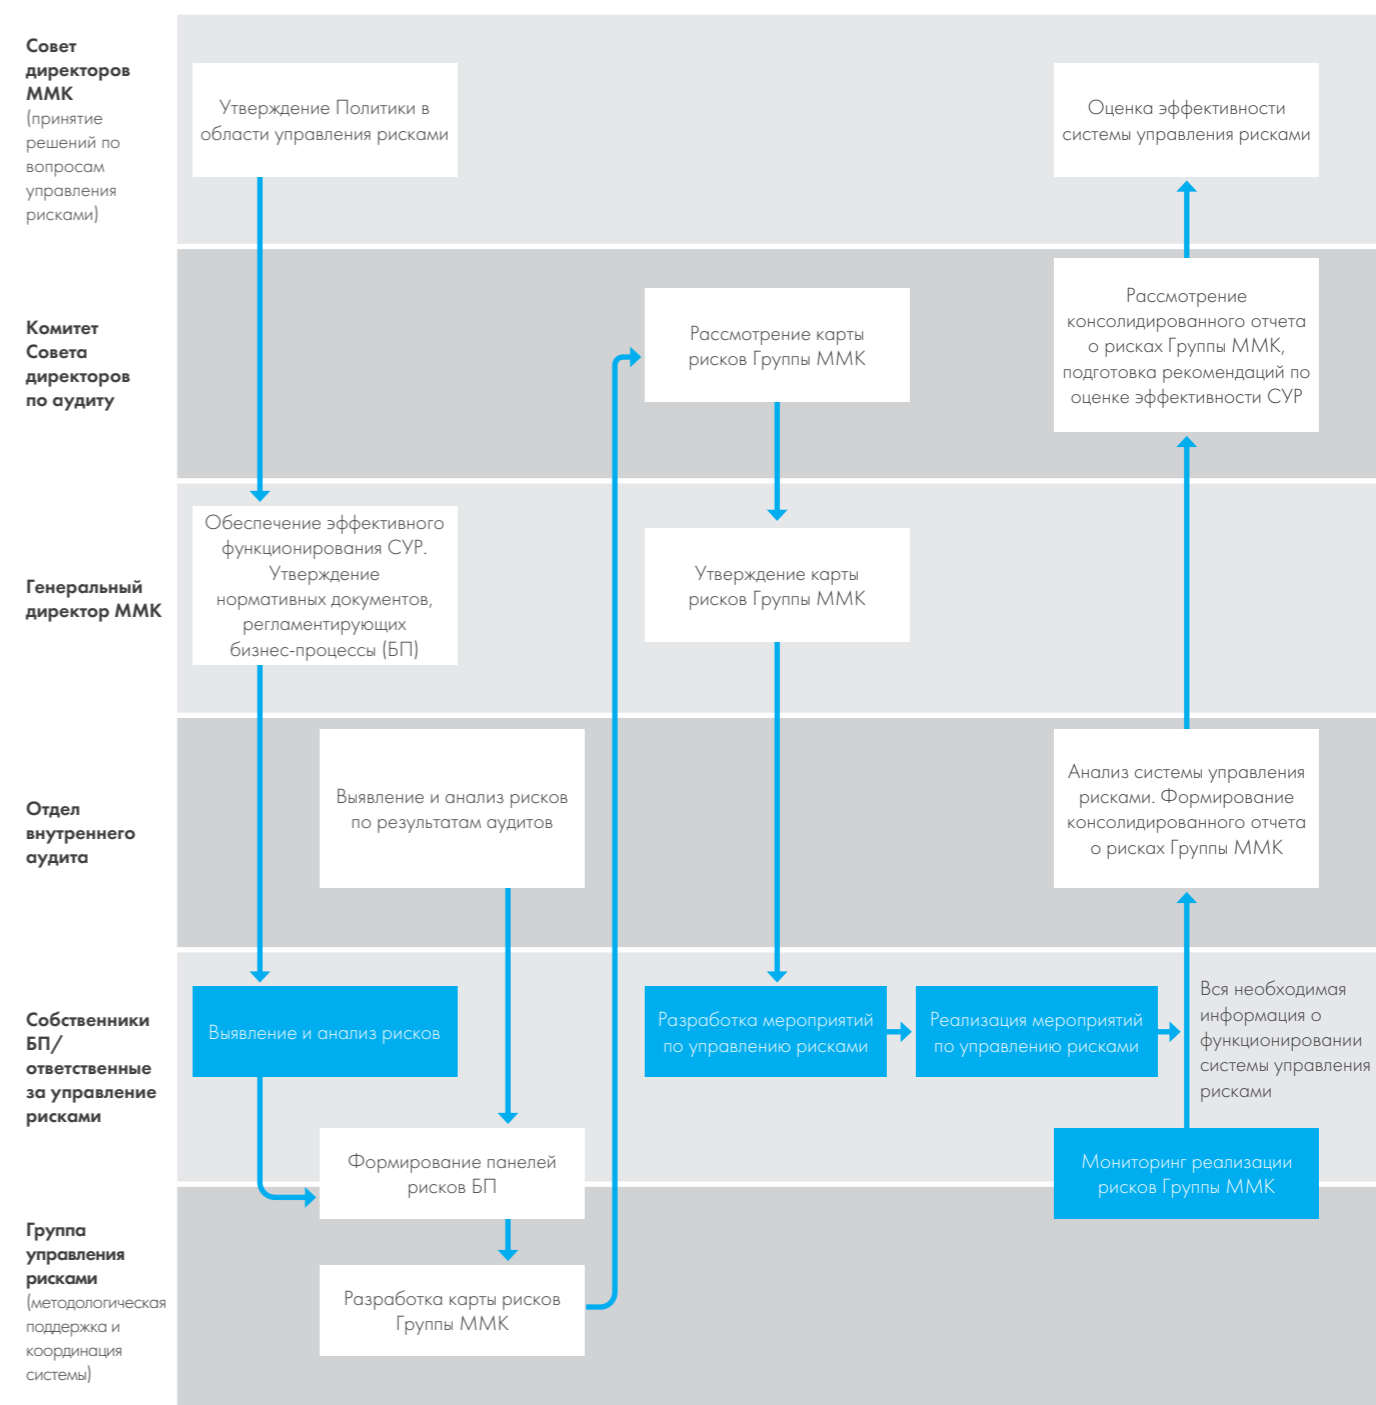 Совет
директоров
ММК
(принятие
решений по
вопросам
управления
рисками)
Утверждение Политики в
области управления рисками
Оценка эффективности
системы управления рисками
Комитет
Совета
директоров
по аудиту
Рассмотрение карты
рисков Группы ММК
Рассмотрение
консолидированного отчета
о рисках Группы ММК,
подготовка рекомендаций по
оценке эффективности СУР
Генеральный
директор ММК
Обеспечение эффективного
функционирования СУР.
Утверждение
нормативных документов,
регламентирующих
бизнес-процессы (БП)
Утверждение карты
рисков Группы ММК
Отдел
внутреннего
аудита
Выявление и анализ рисков
по результатам аудитов
Анализ системы управления
рисками. Формирование
консолидированного отчета
о рисках Группы ММК
Собственники
БП/
ответственные
за управление
рисками
Выявление и анализ рисков
Разработка мероприятий
по управлению рисками
Реализация мероприятий
по управлению рисками
Вся необходимая
информация о
функционировании
системы управления
рисками
Формирование панелей
рисков БП
Мониторинг реализации
рисков Группы ММК
Группа
управления
рисками
(методологическая
поддержка и
координация
системы)
Разработка карты рисков
Группы ММК